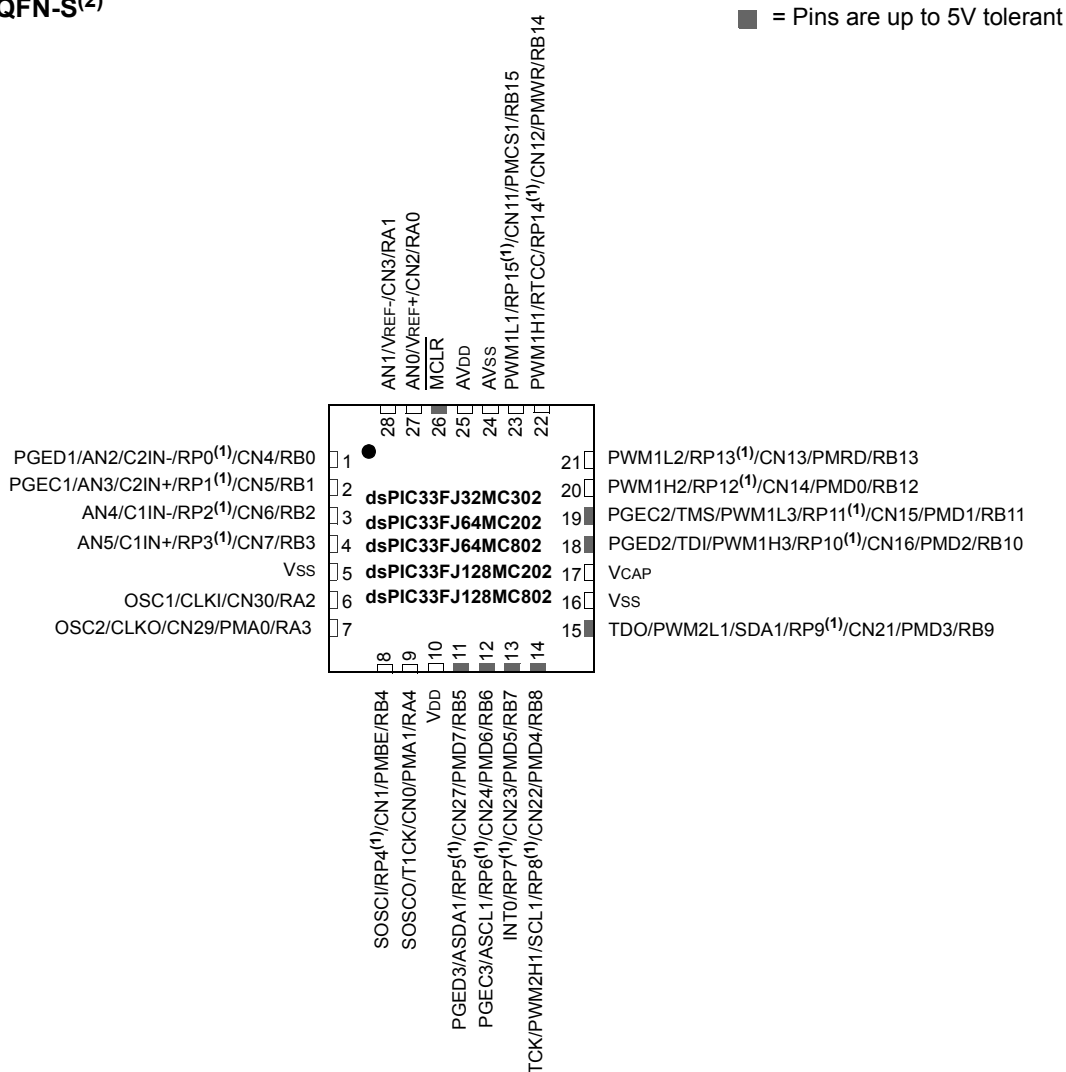 QFN-S(2)
= Pins are up to 5V tolerant
AN1/VREF-/CN3/RA1
AN0/VREF+/CN2/RA0
MCLR
AVDD
AVSS
PWM1L1/RP15(1)/CN11/PMCS1/RB15
PWM1H1/RTCC/RP14(1)/CN12/PMWR/RB14
28
27
26
25
24
23
22
PGED1/AN2/C2IN-/RP0(1)/CN4/RB0
1
PGEC1/AN3/C2IN+/RP1(1)/CN5/RB1
2
AN4/C1IN-/RP2(1)/CN6/RB2
3
AN5/C1IN+/RP3(1)/CN7/RB3
4
VSS
5
OSC1/CLKI/CN30/RA2
6
OSC2/CLKO/CN29/PMA0/RA3
7
dsPIC33FJ32MC302
dsPIC33FJ64MC202
dsPIC33FJ64MC802
dsPIC33FJ128MC202
dsPIC33FJ128MC802
21
PWM1L2/RP13(1)/CN13/PMRD/RB13
20
PWM1H2/RP12(1)/CN14/PMD0/RB12
19
PGEC2/TMS/PWM1L3/RP11(1)/CN15/PMD1/RB11
18
PGED2/TDI/PWM1H3/RP10(1)/CN16/PMD2/RB10
17
VCAP
16
VSS
15
TDO/PWM2L1/SDA1/RP9(1)/CN21/PMD3/RB9
8
9
10
11
12
13
14
SOSCI/RP4(1)/CN1/PMBE/RB4
SOSCO/T1CK/CN0/PMA1/RA4
VDD
PGED3/ASDA1/RP5(1)/CN27/PMD7/RB5
PGEC3/ASCL1/RP6(1)/CN24/PMD6/RB6
INT0/RP7(1)/CN23/PMD5/RB7
TCK/PWM2H1/SCL1/RP8(1)/CN22/PMD4/RB8